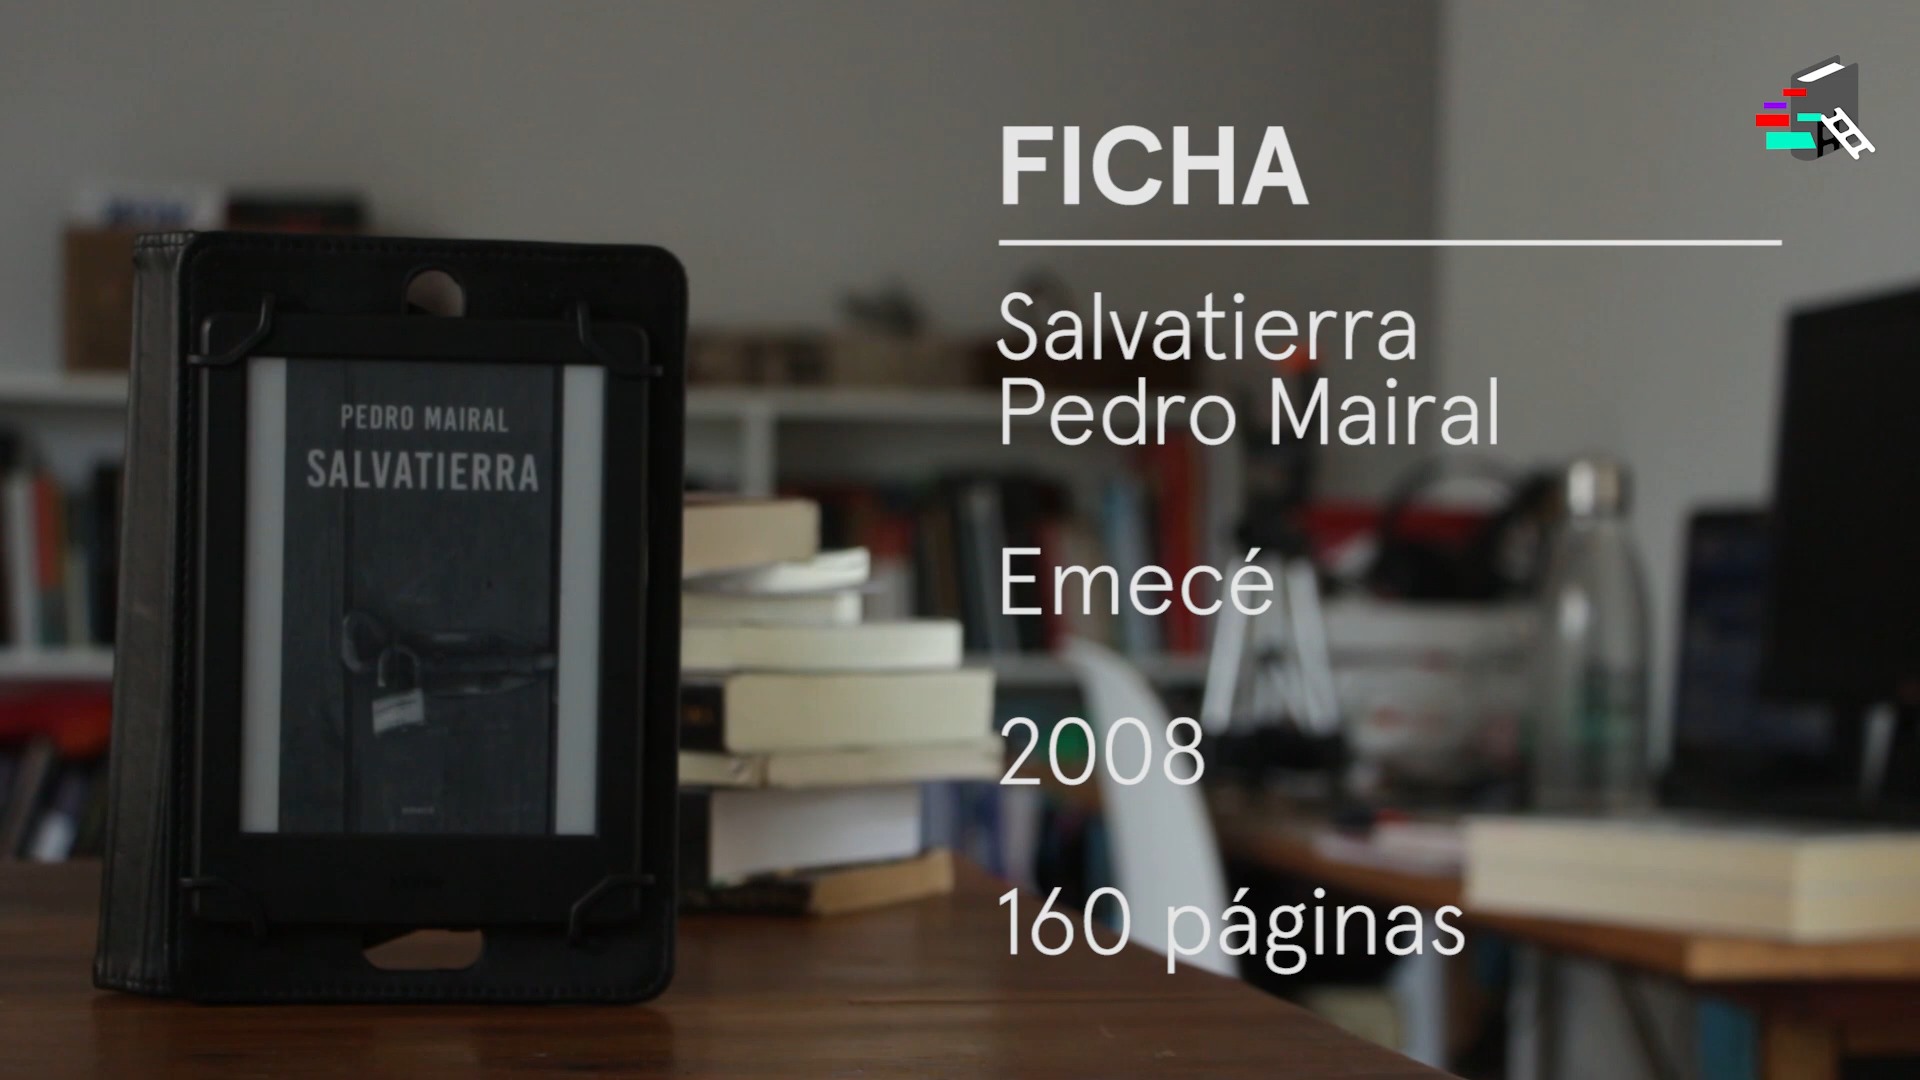 FICHA
Salvatierra
Pedro Mairal
Emecé
2008
160 páginas
PEDRO MAIRAL
SALVATIERRA